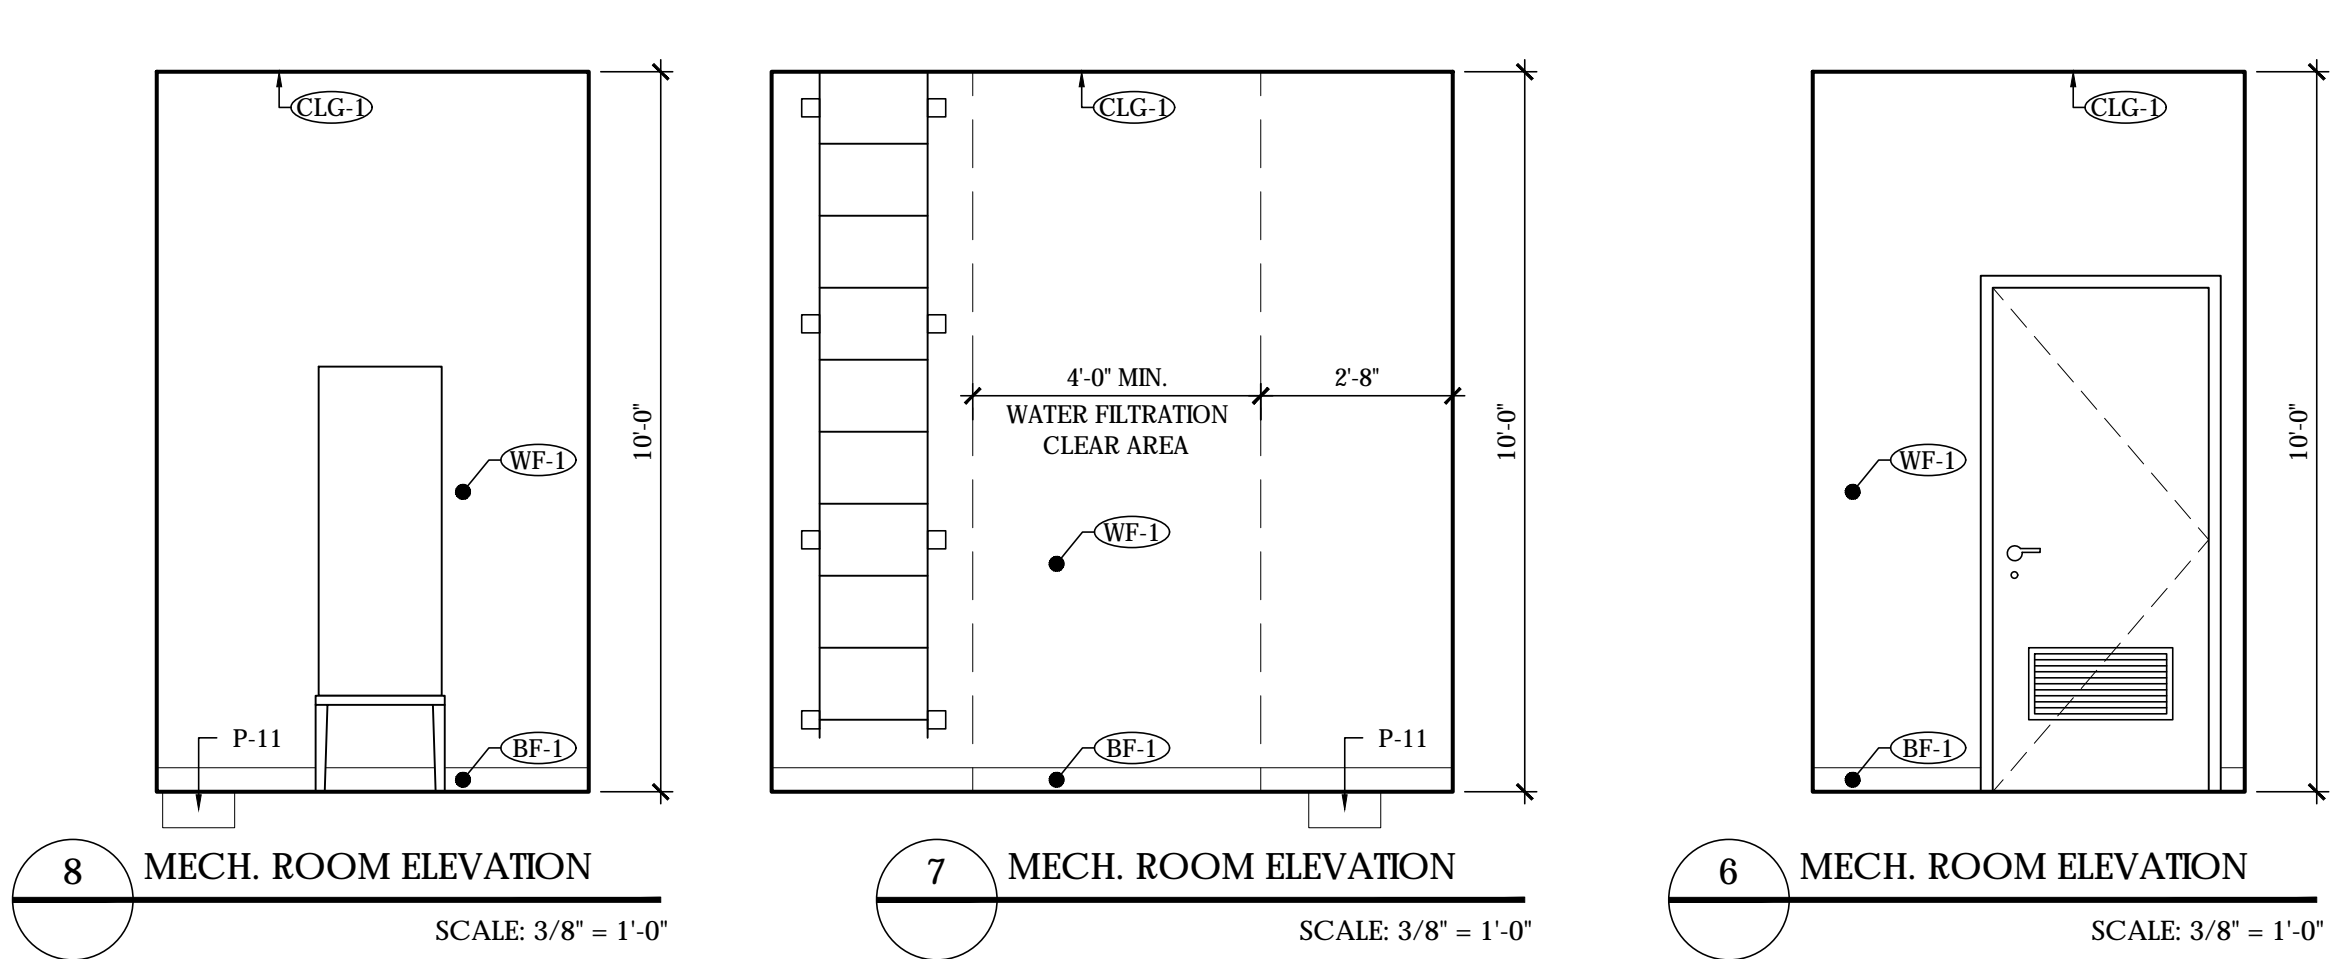 CLG-1
WF-1
10'-0"
P-11
BF-1
8
MECH. ROOM ELEVATION
SCALE: 3/8" = 1'-0"
CLG-1
4'-0" MIN.
2'-8"
WATER FILTRATION
CLEAR AREA
10'-0"
WF-1
P-11
BF-1
7
MECH. ROOM ELEVATION
SCALE: 3/8" = 1'-0"
CLG-1
WF-1
10'-0"
BF-1
6
MECH. ROOM ELEVATION
SCALE: 3/8" = 1'-0"